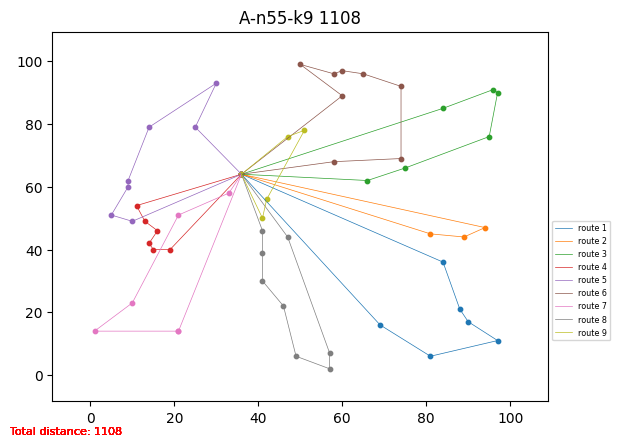 A-n55-k9 1108
100
80
60
40
20
0
0 20 40 60 80 100
route 1
route 2
route 3
route 4
route 5
route 6
route 7
route 8
route 9
Total distance: 1108